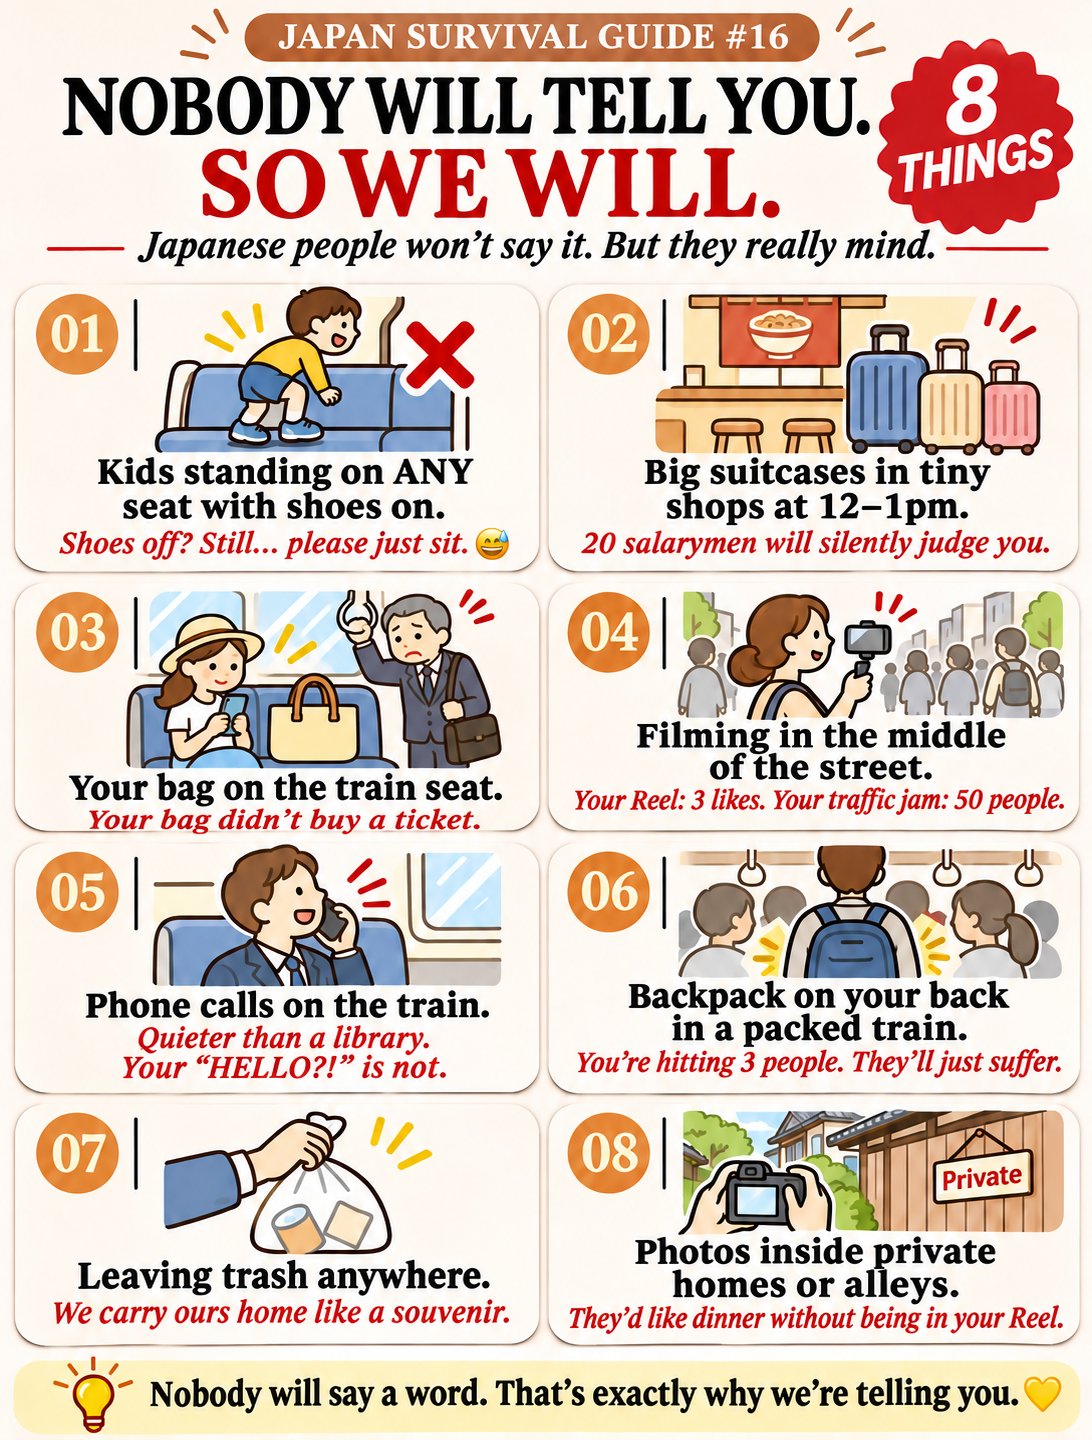 JAPAN SURVIVAL GUIDE #16
NOBODY WILL TELL YOU.
SO WE WILL.
8
THINGS
Japanese people won't say it. But they really mind.
01
Kids standing on ANY
seat with shoes on.
Shoes off? Still... please just sit. 😅
02
Big suitcases in tiny
shops at 12–1pm.
20 salarymen will silently judge you.
03
Your bag on the train seat.
Your bag didn't buy a ticket.
04
Filming in the middle
of the street.
Your Reel: 3 likes. Your traffic jam: 50 people.
05
Phone calls on the train.
Quieter than a library.
Your “HELLO?!” is not.
06
Backpack on your back
in a packed train.
You're hitting 3 people. They'll just suffer.
07
Leaving trash anywhere.
We carry ours home like a souvenir.
08
Private
Photos inside private
homes or alleys.
They'd like dinner without being in your Reel.
Nobody will say a word. That's exactly why we're telling you. 💛